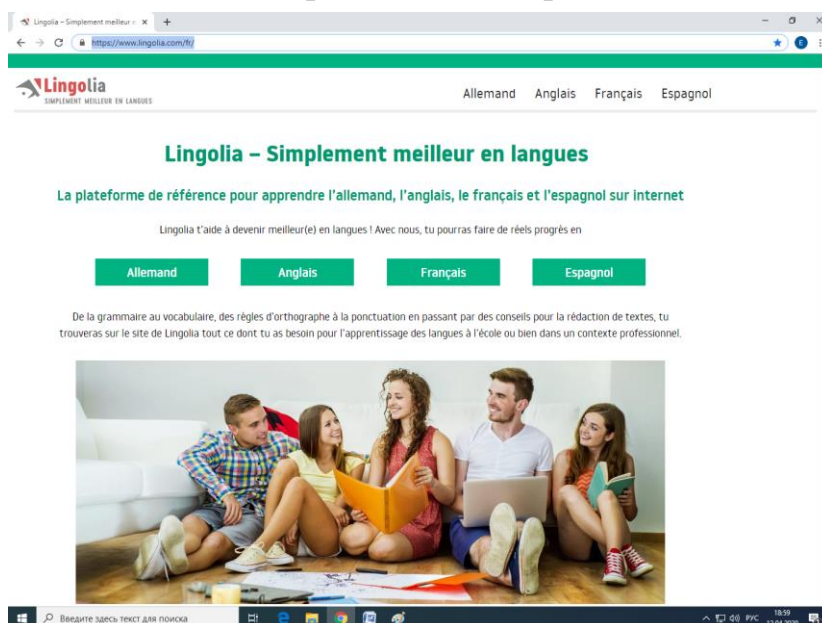 Lingolia – Simplement meilleur e
https://www.lingolia.com/fr/
E
Lingolia
SIMPLEMENT MEILLEUR EN LANGUES
Allemand Anglais Français Espagnol
Lingolia – Simplement meilleur en langues
La plateforme de référence pour apprendre l'allemand, l'anglais, le français et l'espagnol sur internet
Lingolia t'aide à devenir meilleur(e) en langues ! Avec nous, tu pourras faire de réels progrès en
Allemand Anglais Français Espagnol
De la grammaire au vocabulaire, des règles d'orthographe à la ponctuation en passant par des conseils pour la rédaction de textes, tu
trouveras sur le site de Lingolia tout ce dont tu as besoin pour l'apprentissage des langues à l'école ou bien dans un contexte professionnel.
Введите здесь текст для поиска
РУС
18:59